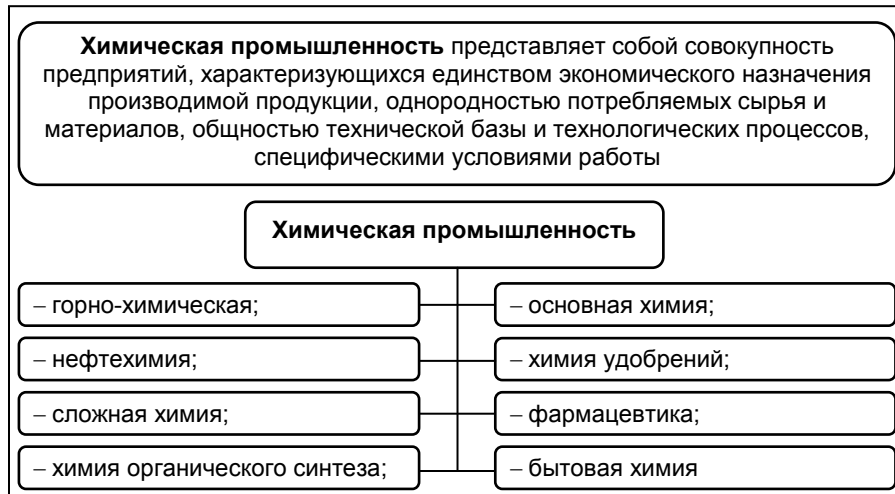 Химическая промышленность представляет собой совокупность
предприятий, характеризующихся единством экономического назначения
производимой продукции, однородностью потребляемых сырья и
материалов, общностью технической базы и технологических процессов,
специфическими условиями работы
Химическая промышленность
– горно-химическая;
– основная химия;
– нефтехимия;
– химия удобрений;
– сложная химия;
– фармацевтика;
– химия органического синтеза;
– бытовая химия